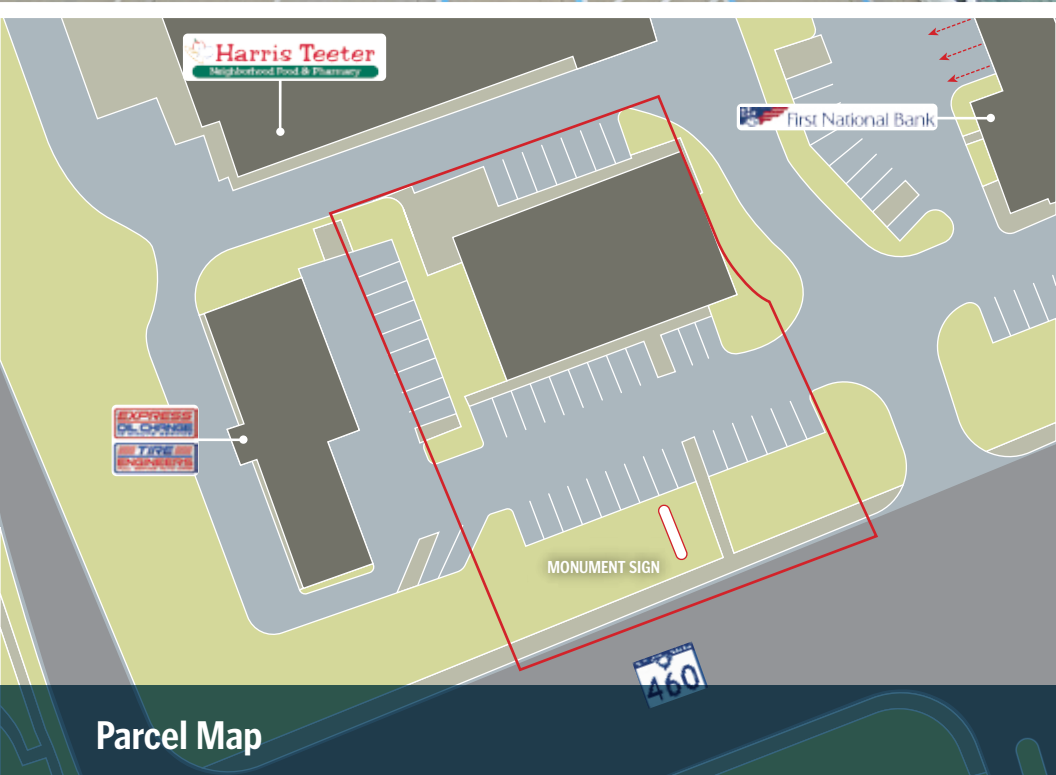 Harris Teeter
Neighborhood Food & Pharmacy
First National Bank
EXPRESS
OIL CHANGE
TIRE
ENGINEERS
MONUMENT SIGN
460
Parcel Map